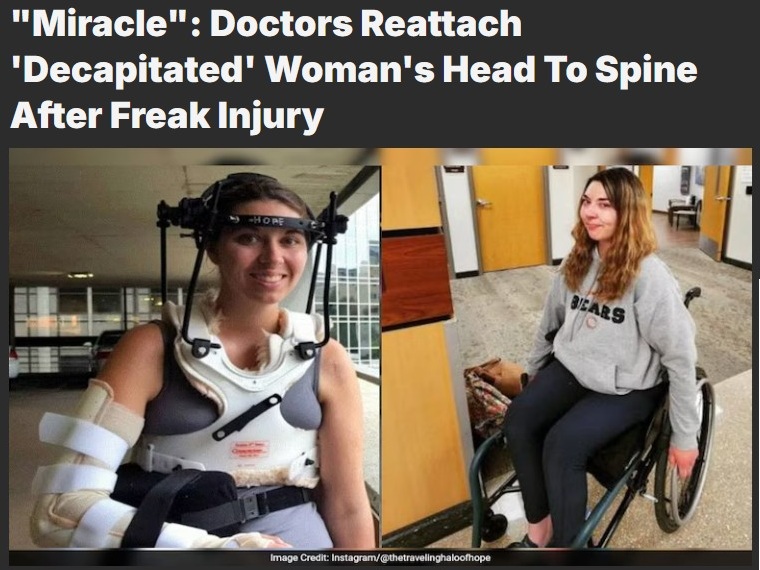 "Miracle": Doctors Reattach
'Decapitated' Woman's Head To Spine
After Freak Injury
HOPE
BEARS
Image Credit: Instagram/@thetravelinghaloofhope